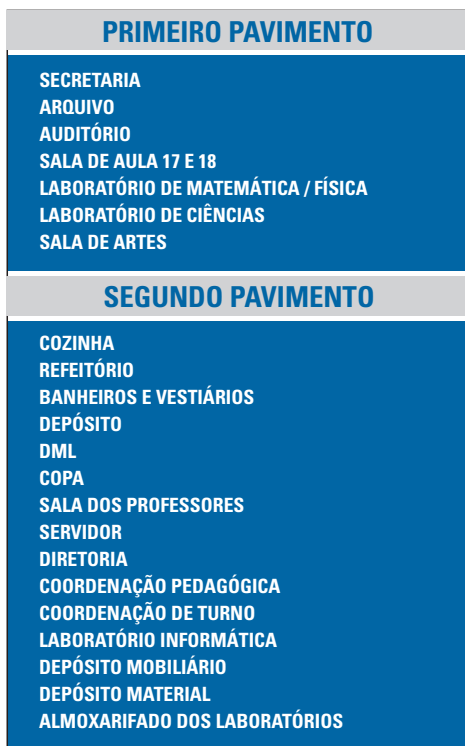 PRIMEIRO PAVIMENTO
SECRETARIA
ARQUIVO
AUDITÓRIO
SALA DE AULA 17 E 18
LABORATÓRIO DE MATEMÁTICA / FÍSICA
LABORATÓRIO DE CIÊNCIAS
SALA DE ARTES
SEGUNDO PAVIMENTO
COZINHA
REFEITÓRIO
BANHEIROS E VESTIÁRIOS
DEPÓSITO
DML
COPA
SALA DOS PROFESSORES
SERVIDOR
DIRETORIA
COORDENAÇÃO PEDAGÓGICA
COORDENAÇÃO DE TURNO
LABORATÓRIO INFORMÁTICA
DEPÓSITO MOBILIÁRIO
DEPÓSITO MATERIAL
ALMOXARIFADO DOS LABORATÓRIOS